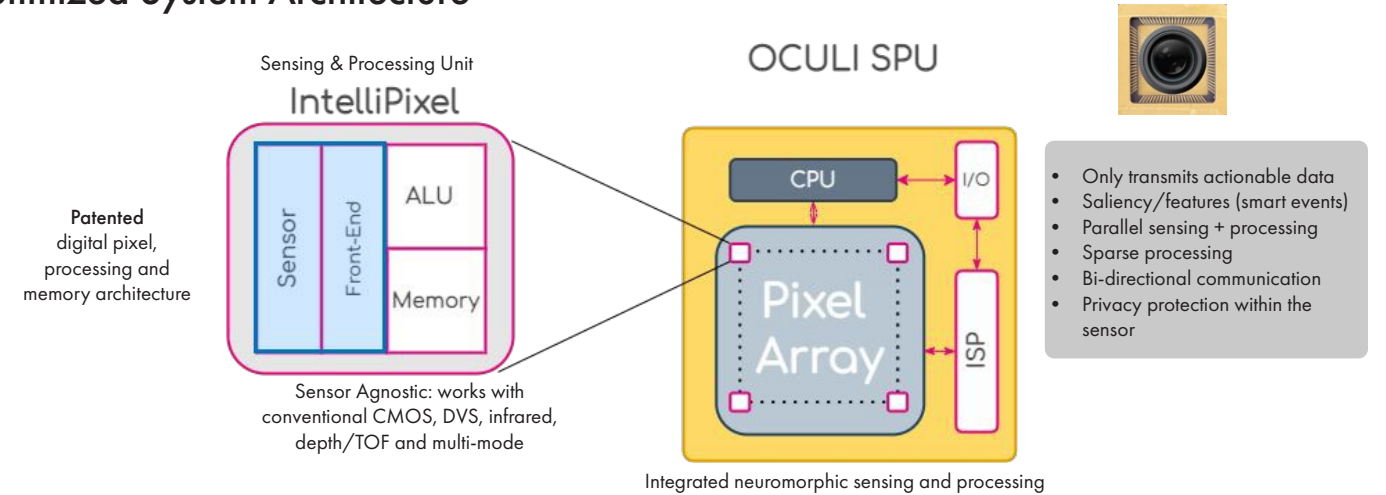 System Architecture
Sensing & Processing Unit
IntelliPixel
Sensor
Front-End
ALU
Memory
Patented
digital pixel,
processing and
memory architecture
Sensor Agnostic: works with
conventional CMOS, DVS, infrared,
depth/TOF and multi-mode
OCULI SPU
CPU
I/O
Pixel
Array
ISP
Integrated neuromorphic sensing and processing
• Only transmits actionable data
• Saliency/features (smart events)
• Parallel sensing + processing
• Sparse processing
• Bi-directional communication
• Privacy protection within the
sensor